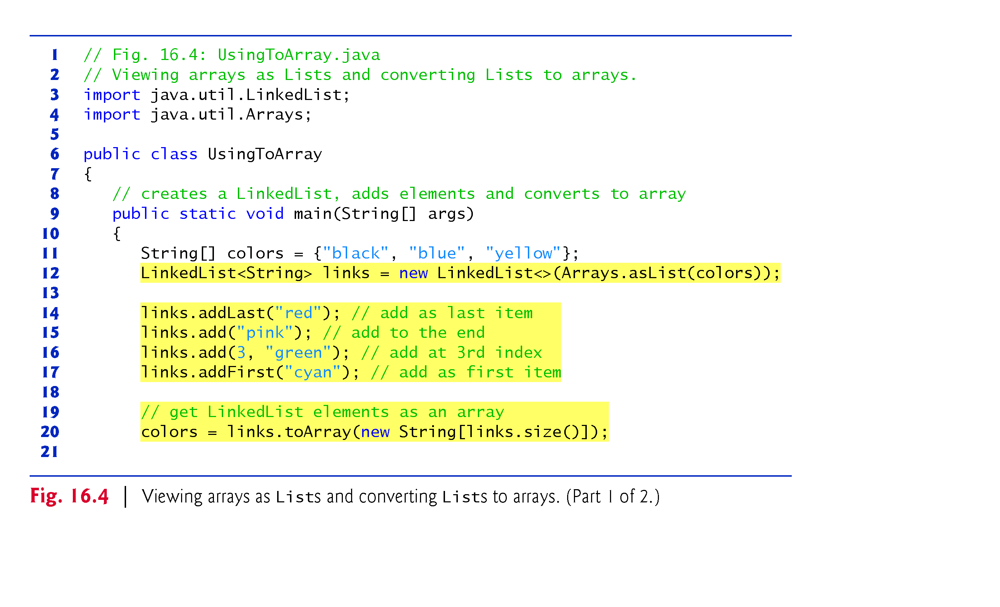 1 // Fig. 16.4: UsingToArray.java
2 // Viewing arrays as Lists and converting Lists to arrays.
3 import java.util.LinkedList;
4 import java.util.Arrays;
5
6 public class UsingToArray
7 {
8 // creates a LinkedList, adds elements and converts to array
9 public static void main(String[] args)
10 {
11 String[] colors = {"black", "blue", "yellow"};
12 LinkedList<String> links = new LinkedList<>(Arrays.asList(colors));
13
14 links.addLast("red"); // add as last item
15 links.add("pink"); // add to the end
16 links.add(3, "green"); // add at 3rd index
17 links.addFirst("cyan"); // add as first item
18
19 // get LinkedList elements as an array
20 colors = links.toArray(new String[links.size()]);
21
Fig. 16.4 | Viewing arrays as Lists and converting Lists to arrays. (Part 1 of 2.)